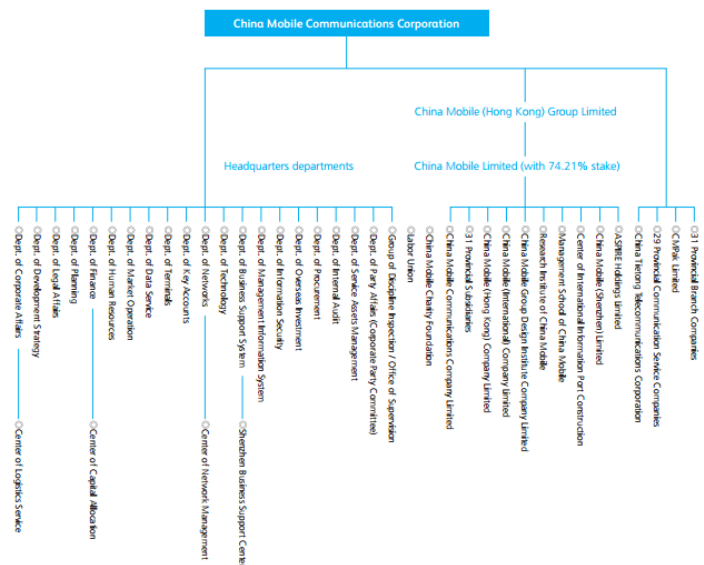 China Mobile Communications Corporation
China Mobile (Hong Kong) Group Limited
Headquarters departments
China Mobile Limited (with 74.21% stake)
Dept. of Corporate Affairs
Dept. of Development Strategy
Dept. of Legal Affairs
Dept. of Planning
Dept. of Finance
Dept. of Human Resources
Dept. of Market Operation
Dept. of Data Service
Dept. of Terminals
Dept. of Key Accounts
Dept. of Networks
Dept. of Technology
Dept. of Business Support System
Dept. of Management Information System
Dept. of Information Security
Dept. of Overseas Investment
Dept. of Procurement
Dept. of Internal Audit
Dept. of Service Assets Management
Dept. of Party Affairs (Corporate Party Committee)
Group of Discipline Inspection / Office of Supervision
Labor Union
China Mobile Charity Foundation
China Mobile Communications Company Limited
31 Provincial Subsidiaries
China Mobile (Hong Kong) Company Limited
China Mobile (International) Company Limited
China Mobile Group Design Institute Company Limited
Research Institute of China Mobile
Management School of China Mobile
Center of International Information Port Construction
China Mobile (Shenzhen) Limited
ASPIRE Holdings Limited
China Tietong Telecommunications Corporation
29 Provincial Communication Service Companies
CMPak Limited
31 Provincial Branch Companies
Center of Logistics Service
Center of Capital Allocation
Center of Network Management
Shenzhen Business Support Center